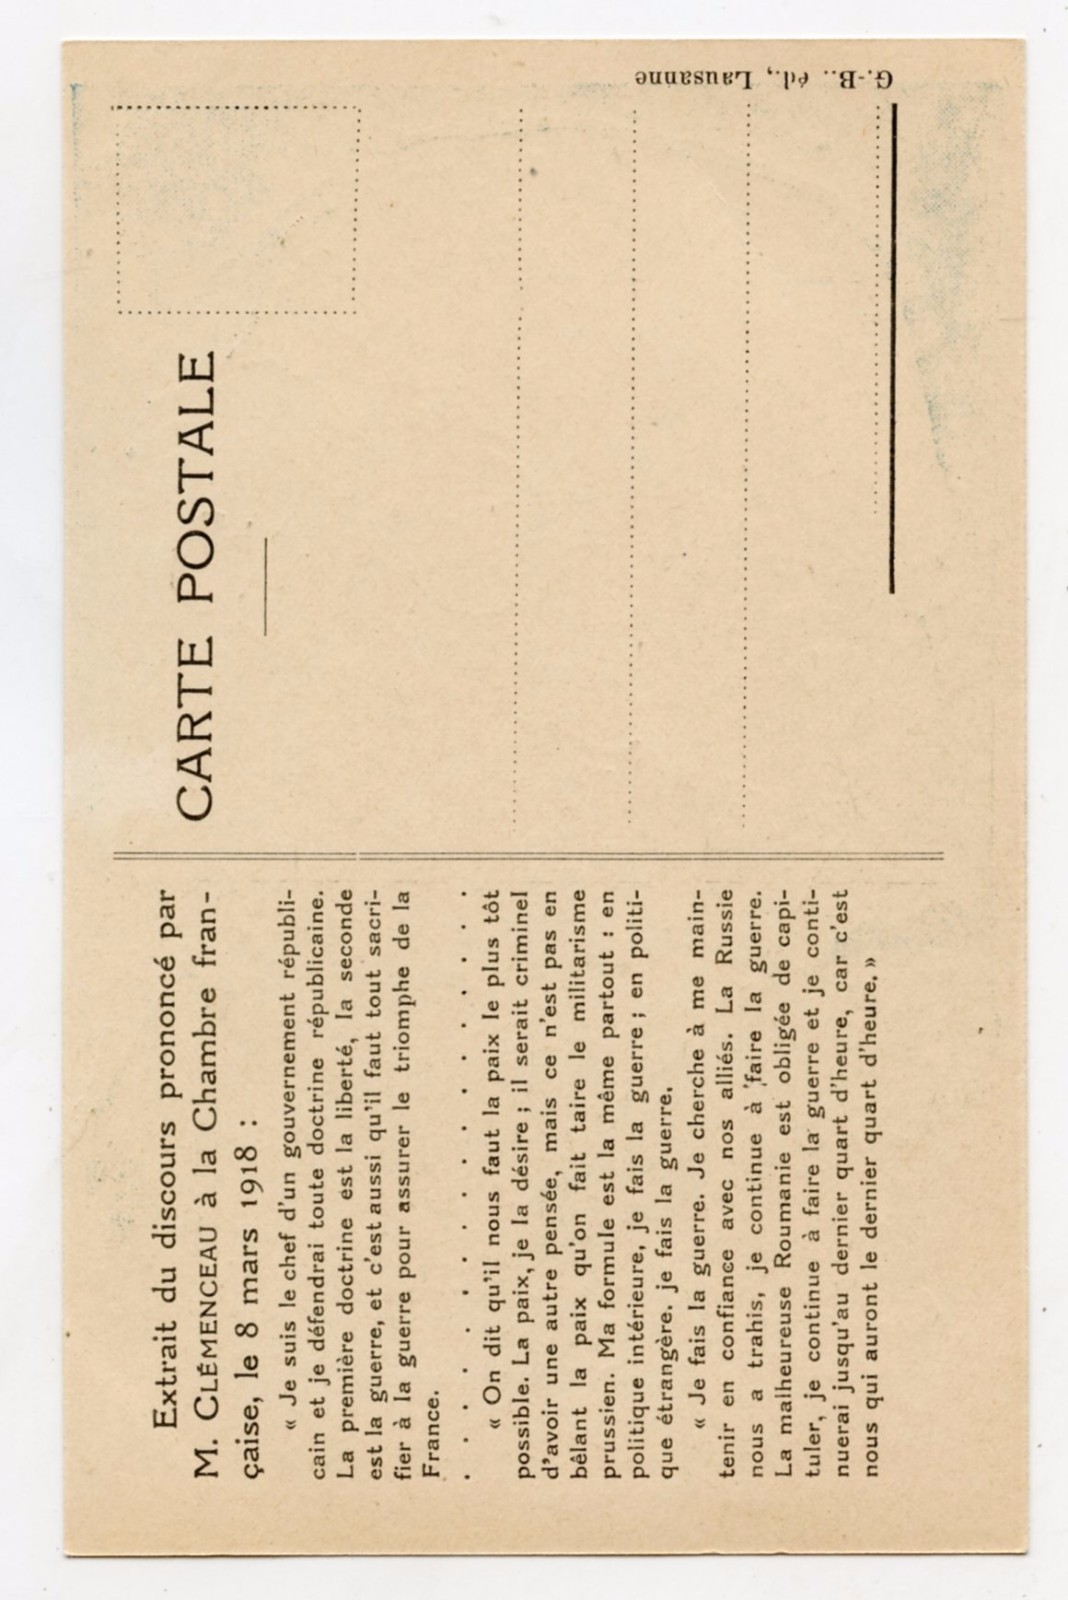 Extrait du discours prononcé par
M. CLÉMENCEAU à la Chambre fran-
çaise, le 8 mars 1918 :
« Je suis le chef d'un gouvernement républi-
cain et je défendrai toute doctrine républicaine.
La première doctrine est la liberté, la seconde
est la guerre, et c'est aussi qu'il faut tout sacri-
fier à la guerre pour assurer le triomphe de la
France.
. . . . . . . . . . . . . . . .
« On dit qu'il nous faut la paix le plus tôt
possible. La paix, je la désire ; il serait criminel
d'avoir une autre pensée, mais ce n'est pas en
bêlant la paix qu'on fait taire le militarisme
prussien. Ma formule est la même partout : en
politique intérieure, je fais la guerre ; en politi-
que étrangère. je fais la guerre.
« Je fais la guerre. Je cherche à me main-
tenir en confiance avec nos alliés. La Russie
nous a trahis, je continue à faire la guerre.
La malheureuse Roumanie est obligée de capi-
tuler, je continue à faire la guerre et je conti-
nuerai jusqu'au dernier quart d'heure, car c'est
nous qui auront le dernier quart d'heure. »
CARTE POSTALE
G.-B.. éd., Lausanne